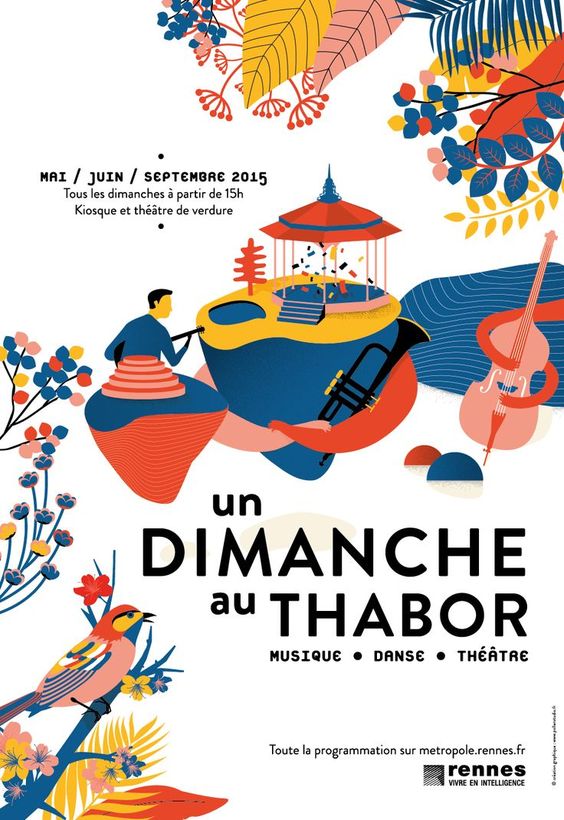 MAI / JUIN / SEPTEMBRE 2015
Tous les dimanches à partir de 15h
Kiosque et théâtre de verdure
un
DIMANCHE
au THABOR
MUSIQUE • DANSE • THÉÂTRE
Toute la programmation sur metropole.rennes.fr
rennes
VIVRE EN INTELLIGENCE